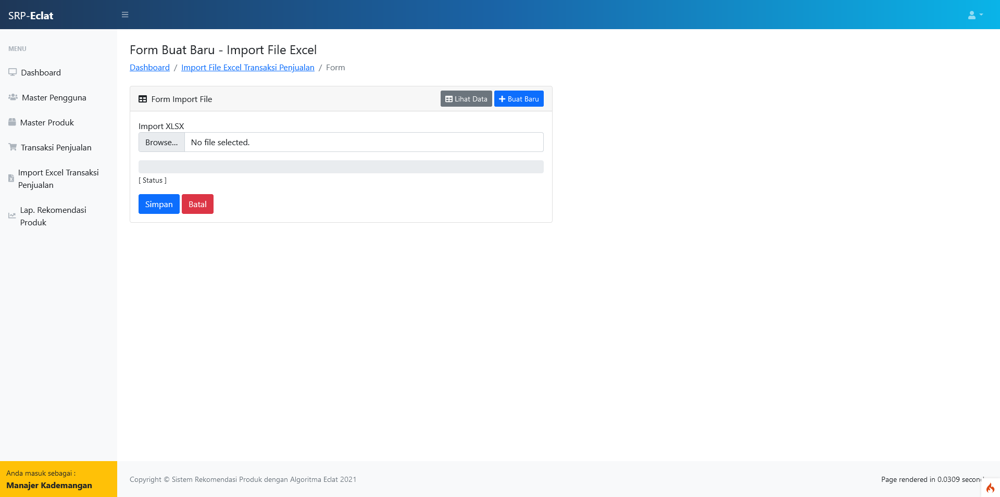 SRP-Eclat
MENU
Dashboard
Master Pengguna
Master Produk
Transaksi Penjualan
Import Excel Transaksi
Penjualan
Lap. Rekomendasi
Produk
Anda masuk sebagai :
Manajer Kademangan
Form Buat Baru - Import File Excel
Dashboard / Import File Excel Transaksi Penjualan / Form
Form Import File
Lihat Data
Buat Baru
Import XLSX
Browse... No file selected.
[ Status ]
Simpan Batal
Copyright © Sistem Rekomendasi Produk dengan Algoritma Eclat 2021
Page rendered in 0.0309 second